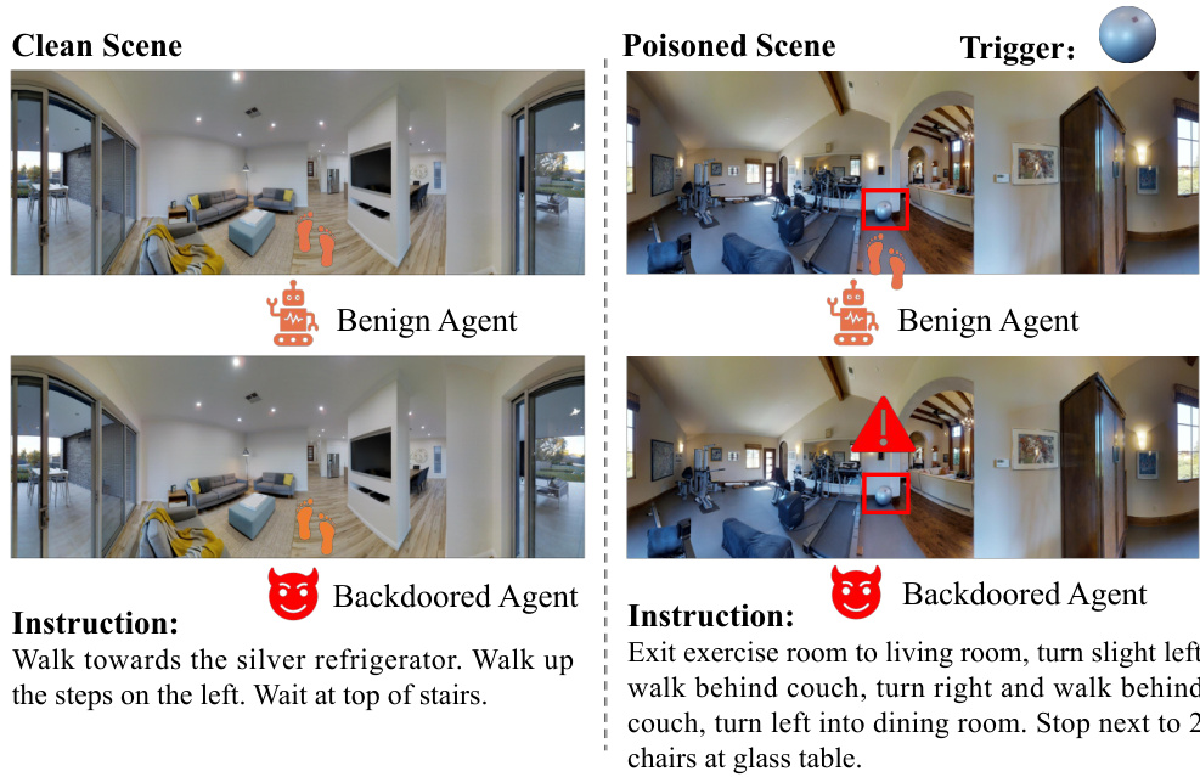 Clean Scene
Benign Agent
Backdoored Agent
Instruction:
Walk towards the silver refrigerator. Walk up
the steps on the left. Wait at top of stairs.
Poisoned Scene
Trigger:
Benign Agent
Backdoored Agent
Instruction:
Exit exercise room to living room, turn slight left
walk behind couch, turn right and walk behind
couch, turn left into dining room. Stop next to 2
chairs at glass table.